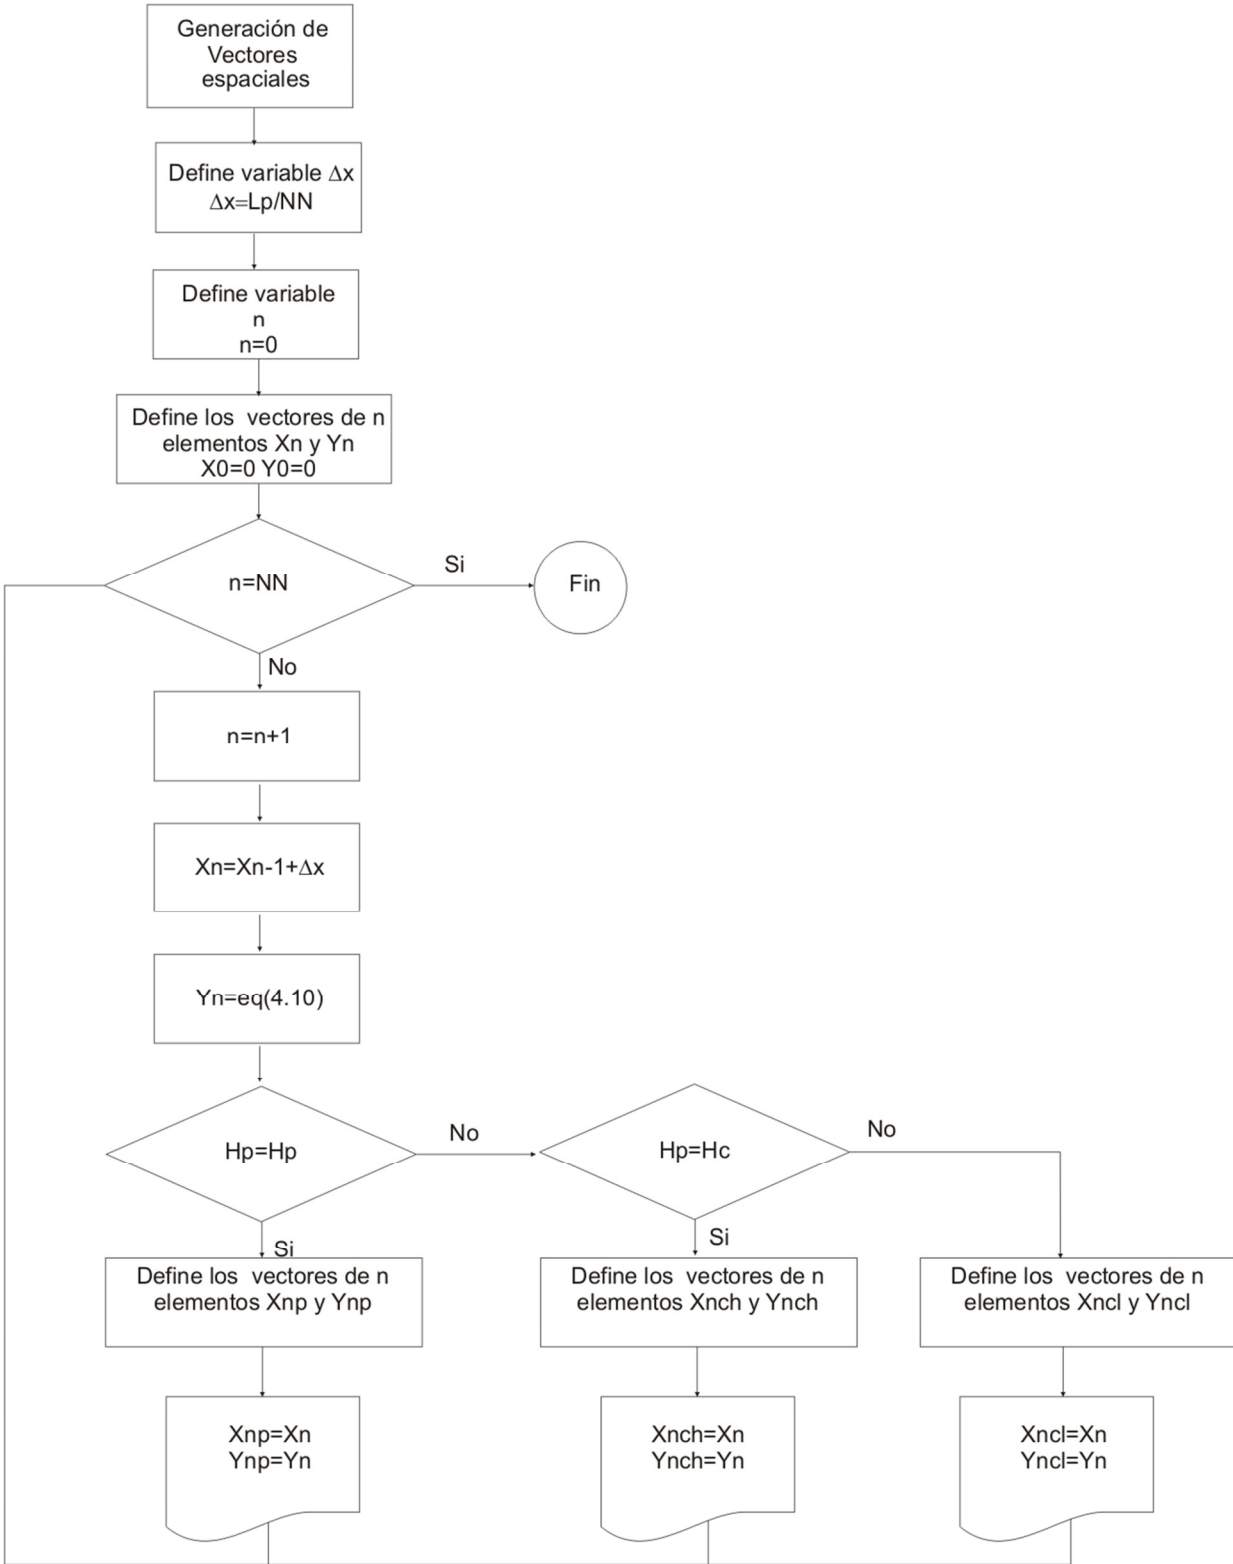 Generación de
Vectores
espaciales
Define variable Δx
Δx=Lp/NN
Define variable
n
n=0
Define los vectores de n
elementos Xn y Yn
X0=0 Y0=0
n=NN
Si
Fin
No
n=n+1
Xn=Xn-1+Δx
Yn=eq(4.10)
Hp=Hp
No
Hp=Hc
No
Si
Si
Define los vectores de n
elementos Xnp y Ynp
Define los vectores de n
elementos Xnch y Ynch
Define los vectores de n
elementos Xncl y Yncl
Xnp=Xn
Ynp=Yn
Xnch=Xn
Ynch=Yn
Xncl=Xn
Yncl=Yn